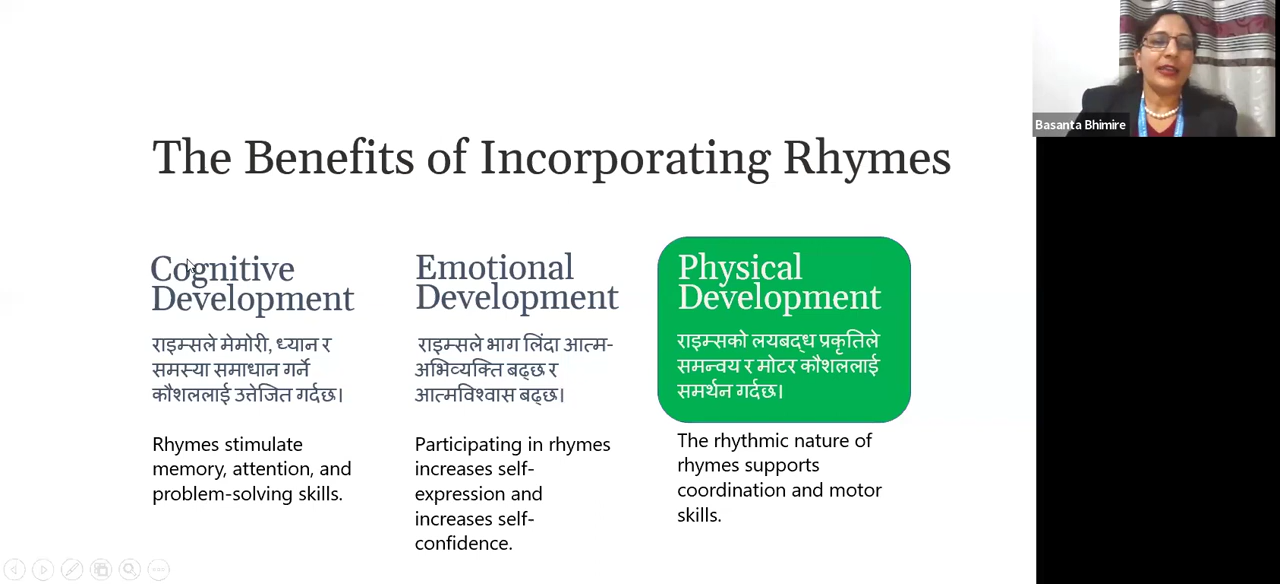 Basanta Bhimire
The Benefits of Incorporating Rhymes
Cognitive
Development
राइम्सले मेमोरी, ध्यान र
समस्या समाधान गर्ने
कौशललाई उत्तेजित गर्दछ।
Rhymes stimulate
memory, attention, and
problem-solving skills.
Emotional
Development
राइम्सले भाग लिंदा आत्म-
अभिव्यक्ति बढ्छ र
आत्मविश्वास बढ्छ।
Participating in rhymes
increases self-
expression and
increases self-
confidence.
Physical
Development
राइम्सको लयबद्ध प्रकृतिले
समन्वय र मोटर कौशललाई
समर्थन गर्दछ।
The rhythmic nature of
rhymes supports
coordination and motor
skills.